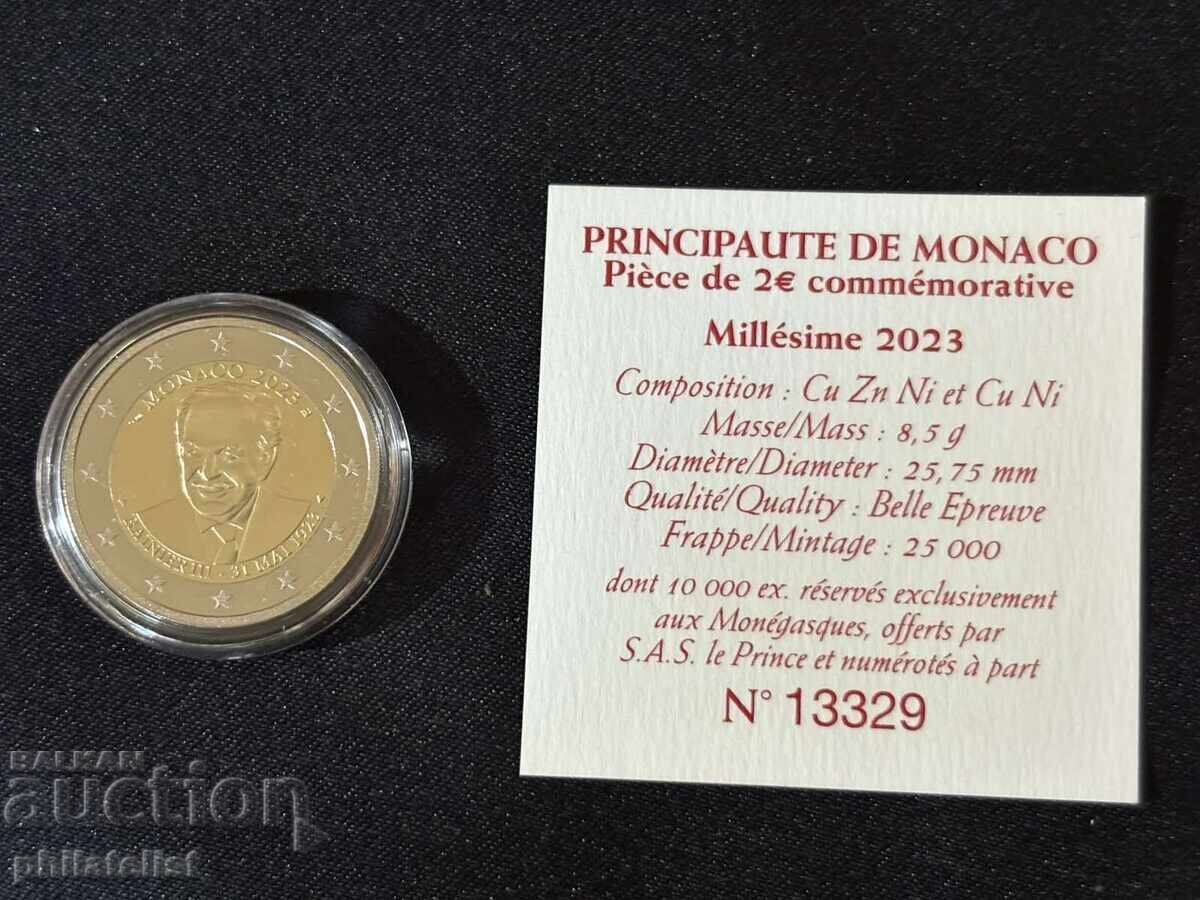 MONACO 2023
RAINIER III - 31 MAI 1923
PRINCIPAUTE DE MONACO
Pièce de 2€ commémorative
Millésime 2023
Composition : Cu Zn Ni et Cu Ni
Masse/Mass : 8,5 g
Diamètre/Diameter : 25,75 mm
Qualité/Quality : Belle Epreuve
Frappe/Mintage : 25 000
dont 10 000 ex. réservés exclusivement
aux Monégasques, offerts par
S.A.S. le Prince et numérotés à part
N° 13329
BALKAN
auction
philatelist